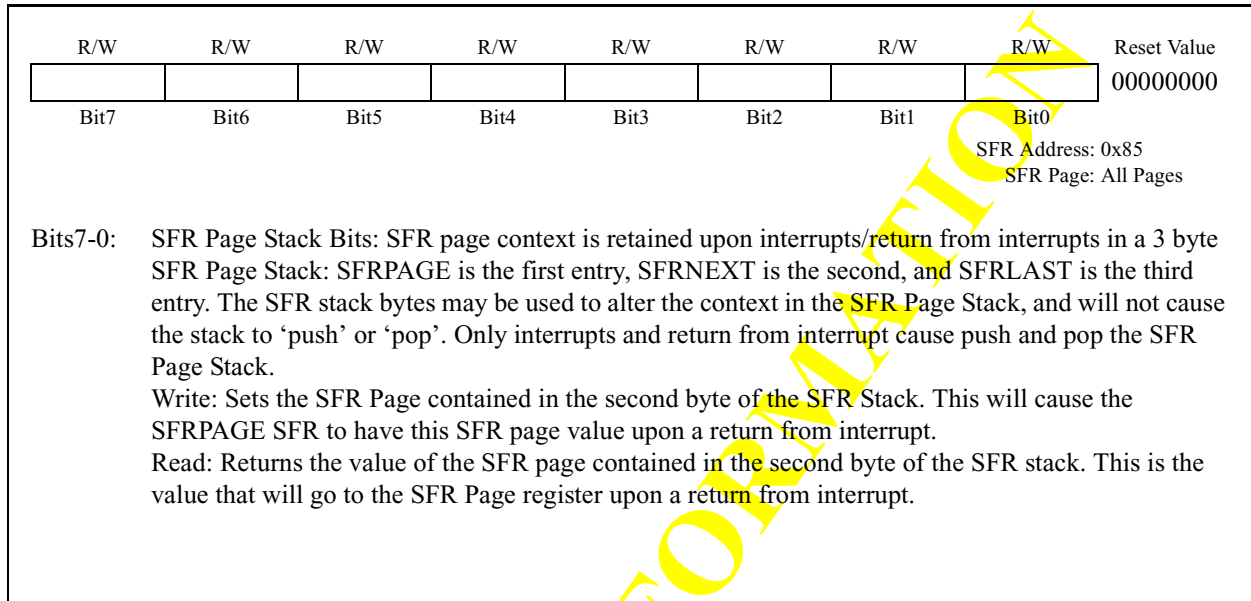 R/W R/W R/W R/W R/W R/W R/W R/W Reset Value
00000000
Bit7 Bit6 Bit5 Bit4 Bit3 Bit2 Bit1 Bit0
SFR Address: 0x85
SFR Page: All Pages
Bits7-0: SFR Page Stack Bits: SFR page context is retained upon interrupts/return from interrupts in a 3 byte
SFR Page Stack: SFRPAGE is the first entry, SFRNEXT is the second, and SFRLAST is the third
entry. The SFR stack bytes may be used to alter the context in the SFR Page Stack, and will not cause
the stack to ‘push’ or ‘pop’. Only interrupts and return from interrupt cause push and pop the SFR
Page Stack.
Write: Sets the SFR Page contained in the second byte of the SFR Stack. This will cause the
SFRPAGE SFR to have this SFR page value upon a return from interrupt.
Read: Returns the value of the SFR page contained in the second byte of the SFR stack. This is the
value that will go to the SFR Page register upon a return from interrupt.
ORMATION